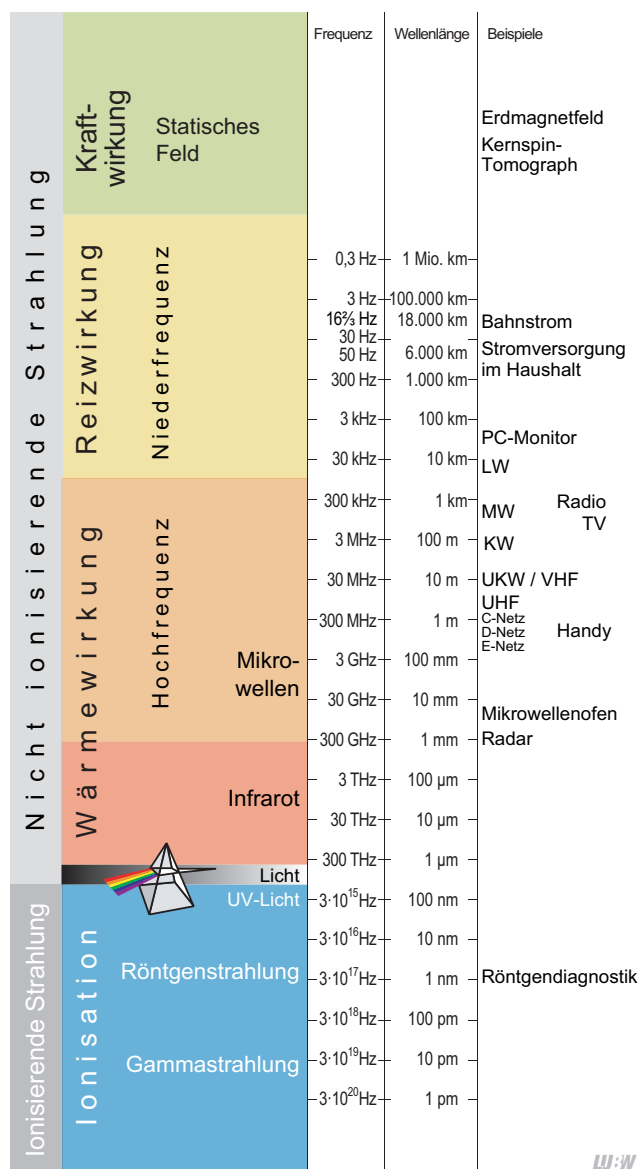 Frequenz Wellenlänge Beispiele
Nicht ionisierende Strahlung
Ionisierende Strahlung
Kraft-
wirkung
Statisches
Feld
Erdmagnetfeld
Kernspin-
Tomograph
Reizwirkung
Niederfrequenz
0,3 Hz 1 Mio. km
3 Hz 100.000 km
16⅔ Hz 18.000 km Bahnstrom
30 Hz
50 Hz 6.000 km Stromversorgung
im Haushalt
300 Hz 1.000 km
3 kHz 100 km
PC-Monitor
30 kHz 10 km LW
Wärmewirkung
Hochfrequenz
300 kHz 1 km
MW Radio
TV
3 MHz 100 m KW
30 MHz 10 m UKW / VHF
UHF
300 MHz 1 m C-Netz
D-Netz Handy
E-Netz
Mikro-
wellen
3 GHz 100 mm
30 GHz 10 mm
Mikrowellenofen
300 GHz 1 mm Radar
3 THz 100 µm
Infrarot
30 THz 10 µm
300 THz 1 µm
Licht
UV-Licht 3·10¹⁵Hz 100 nm
Ionisation
3·10¹⁶Hz 10 nm
Röntgenstrahlung 3·10¹⁷Hz 1 nm Röntgendiagnostik
3·10¹⁸Hz 100 pm
Gammastrahlung 3·10¹⁹Hz 10 pm
3·10²⁰Hz 1 pm
LUBW